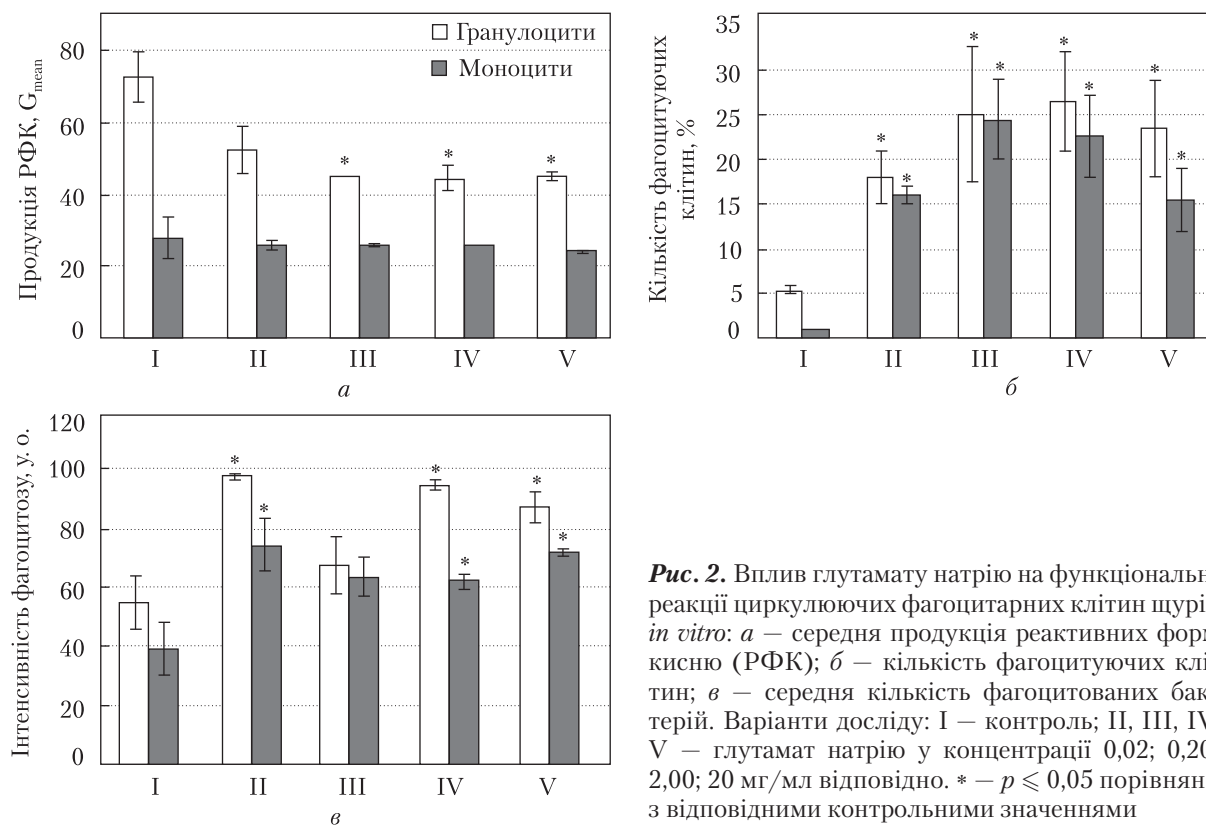 Продукція РФК, G_mean
80
60
40
20
0
Гранулоцити
Моноцити
* * *
I II III IV V
а
Кількість фагоцитуючих
клітин, %
35
30
25
20
15
10
5
0
* * * * * * * *
I II III IV V
б
Інтенсивність фагоцитозу, у. о.
120
100
80
60
40
20
0
* * * * * *
I II III IV V
в
Рис. 2. Вплив глутамату натрію на функціональн
реакції циркулюючих фагоцитарних клітин щурі
in vitro: а — середня продукція реактивних форм
кисню (РФК); б — кількість фагоцитуючих клі-
тин; в — середня кількість фагоцитованих бак-
терій. Варіанти досліду: I — контроль; II, III, IV
V — глутамат натрію у концентрації 0,02; 0,20
2,00; 20 мг/мл відповідно. * — p ⩽ 0,05 порівнян
з відповідними контрольними значеннями